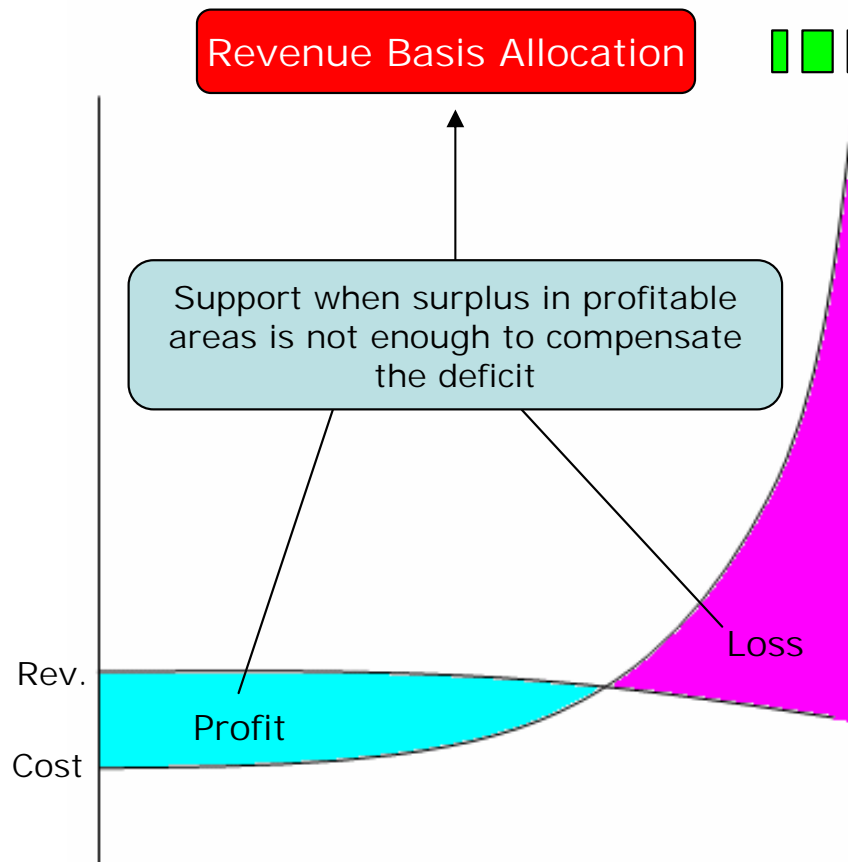 Revenue Basis Allocation
Support when surplus in profitable
areas is not enough to compensate
the deficit
Loss
Rev.
Profit
Cost